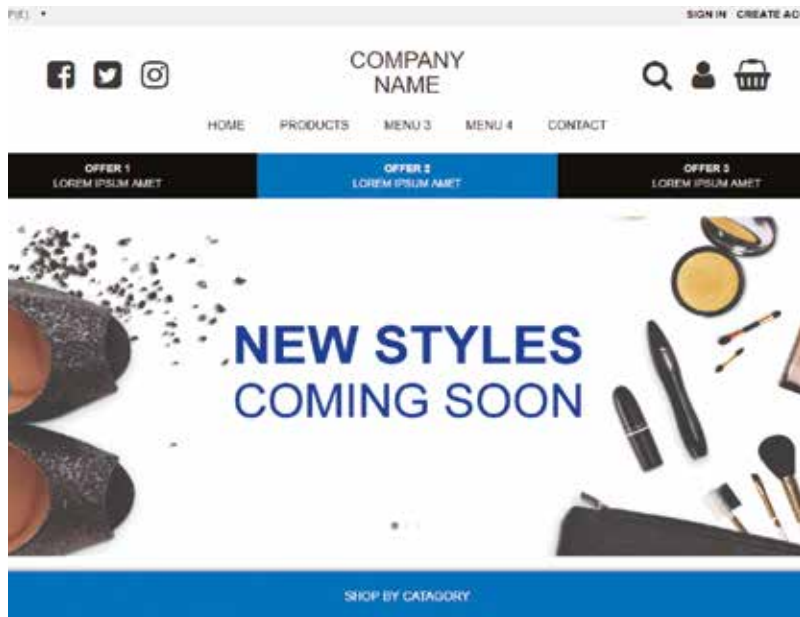 SIGN IN CREATE
COMPANY
NAME
HOME PRODUCTS MENU 3 MENU 4 CONTACT
OFFER 1
LOREM IPSUM AMET
OFFER 2
LOREM IPSUM AMET
OFFER 3
LOREM IPSUM AMET
NEW STYLES
COMING SOON
SHOP BY CATAGORY